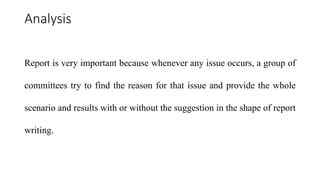 Analysis
Report is very important because whenever any issue occurs, a group of
committees try to find the reason for that issue and provide the whole
scenario and results with or without the suggestion in the shape of report
writing.